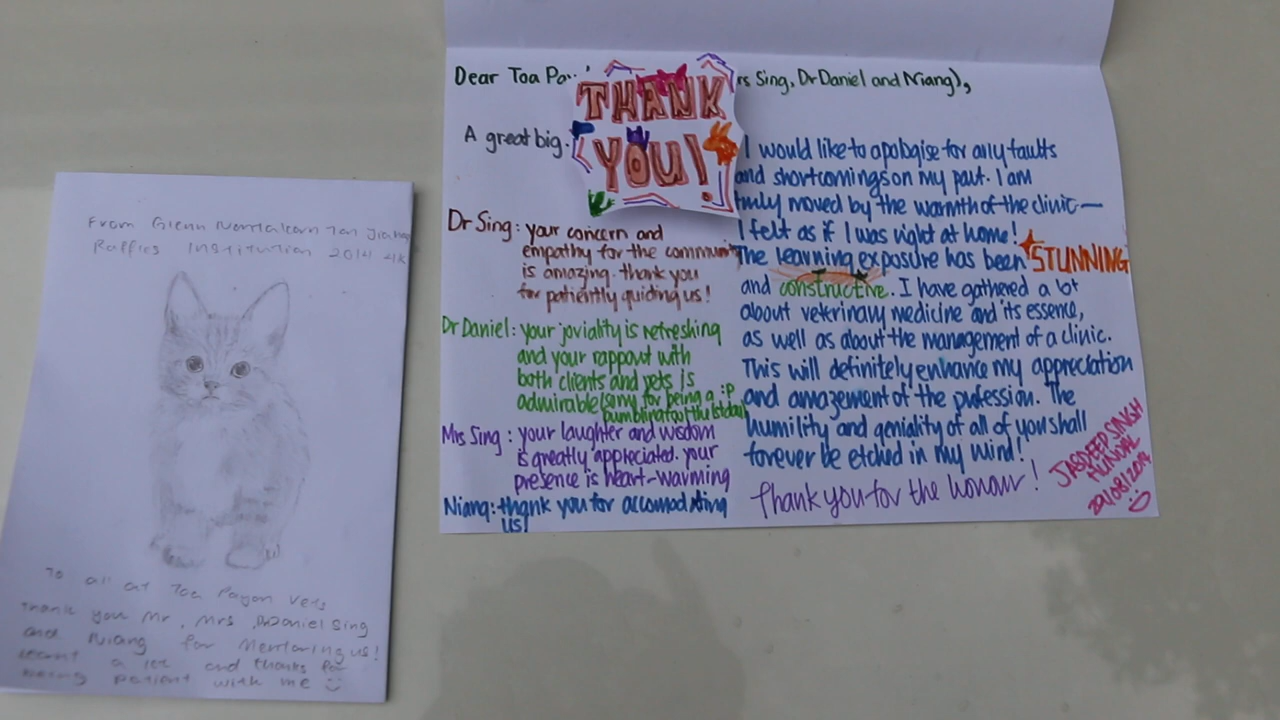 From Glenn Tan
Raffles Institution 2014 4K
To all at Toa Payoh Vets
Thank you Mr, Mrs, Dr Daniel Sing
and Niang for Mentoring us!
learnt a lot and thanks for
being patient with me
Dear Toa
rs Sing, Dr Daniel and Niang),
A great big
THANK
YOU!
Dr Sing: your concern and
empathy for the community
is amazing. thank you
for patiently guiding us!
Dr Daniel: your joviality is refreshing
and your rapport with
both clients and pets is
admirable (sorry for being a :P
Mrs Sing: your laughter and wisdom
is greatly appreciated. your
presence is heart-warming
Niang: thank you for accomodating
us!
I would like to apologise for any faults
and shortcomings on my part. I am
truly moved by the warmth of the clinic—
I felt as if I was right at home!
The learning exposure has been STUNNING
and constructive. I have gathered a lot
about veterinary medicine and its essence,
as well as about the management of a clinic.
This will definitely enhance my appreciation
and amazement of the profession. The
humility and geniality of all of you shall
forever be etched in my mind!
Thank you for the honour!
JASDEEP SINGH